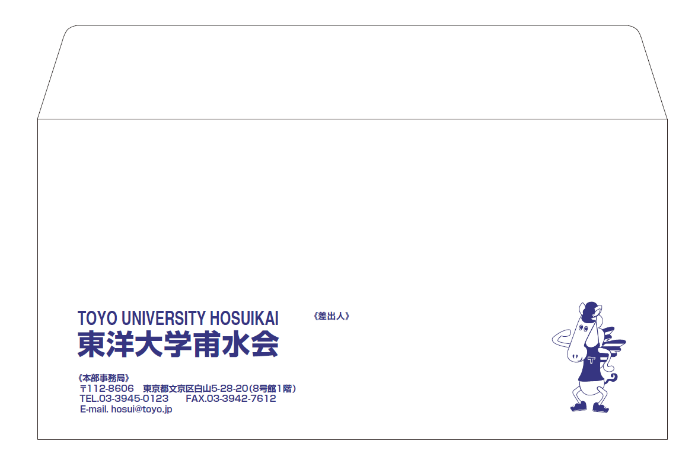 TOYO UNIVERSITY HOSUIKAI
《差出人》
東洋大学甫水会
《本部事務局》
〒112-8606 東京都文京区白山5-28-20(8号館1階)
TEL.03-3945-0123 FAX.03-3942-7612
E-mail. hosui@toyo.jp
〒